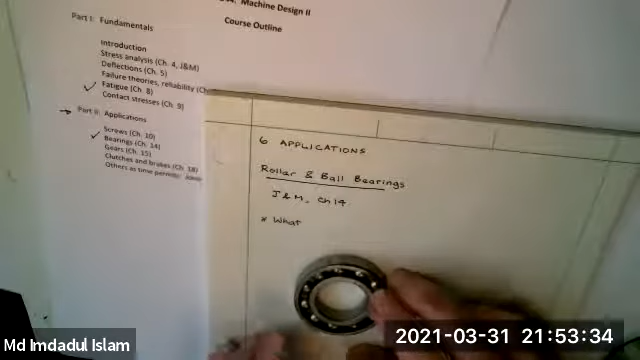 Machine Design II
Course Outline
Part I: Fundamentals
Introduction
Stress analysis (Ch. 4, J&M)
Deflections (Ch. 5)
Failure theories, reliability (Ch
Fatigue (Ch. 8)
Contact stresses (Ch. 9)
Part II: Applications
Screws (Ch. 10)
Bearings (Ch. 14)
Gears (Ch. 15)
Clutches and brakes (Ch. 18)
Others as time permits
6 APPLICATIONS
Roller & Ball Bearings
J&M, Ch 14
* What
Md Imdadul Islam
2021-03-31 21:53:34